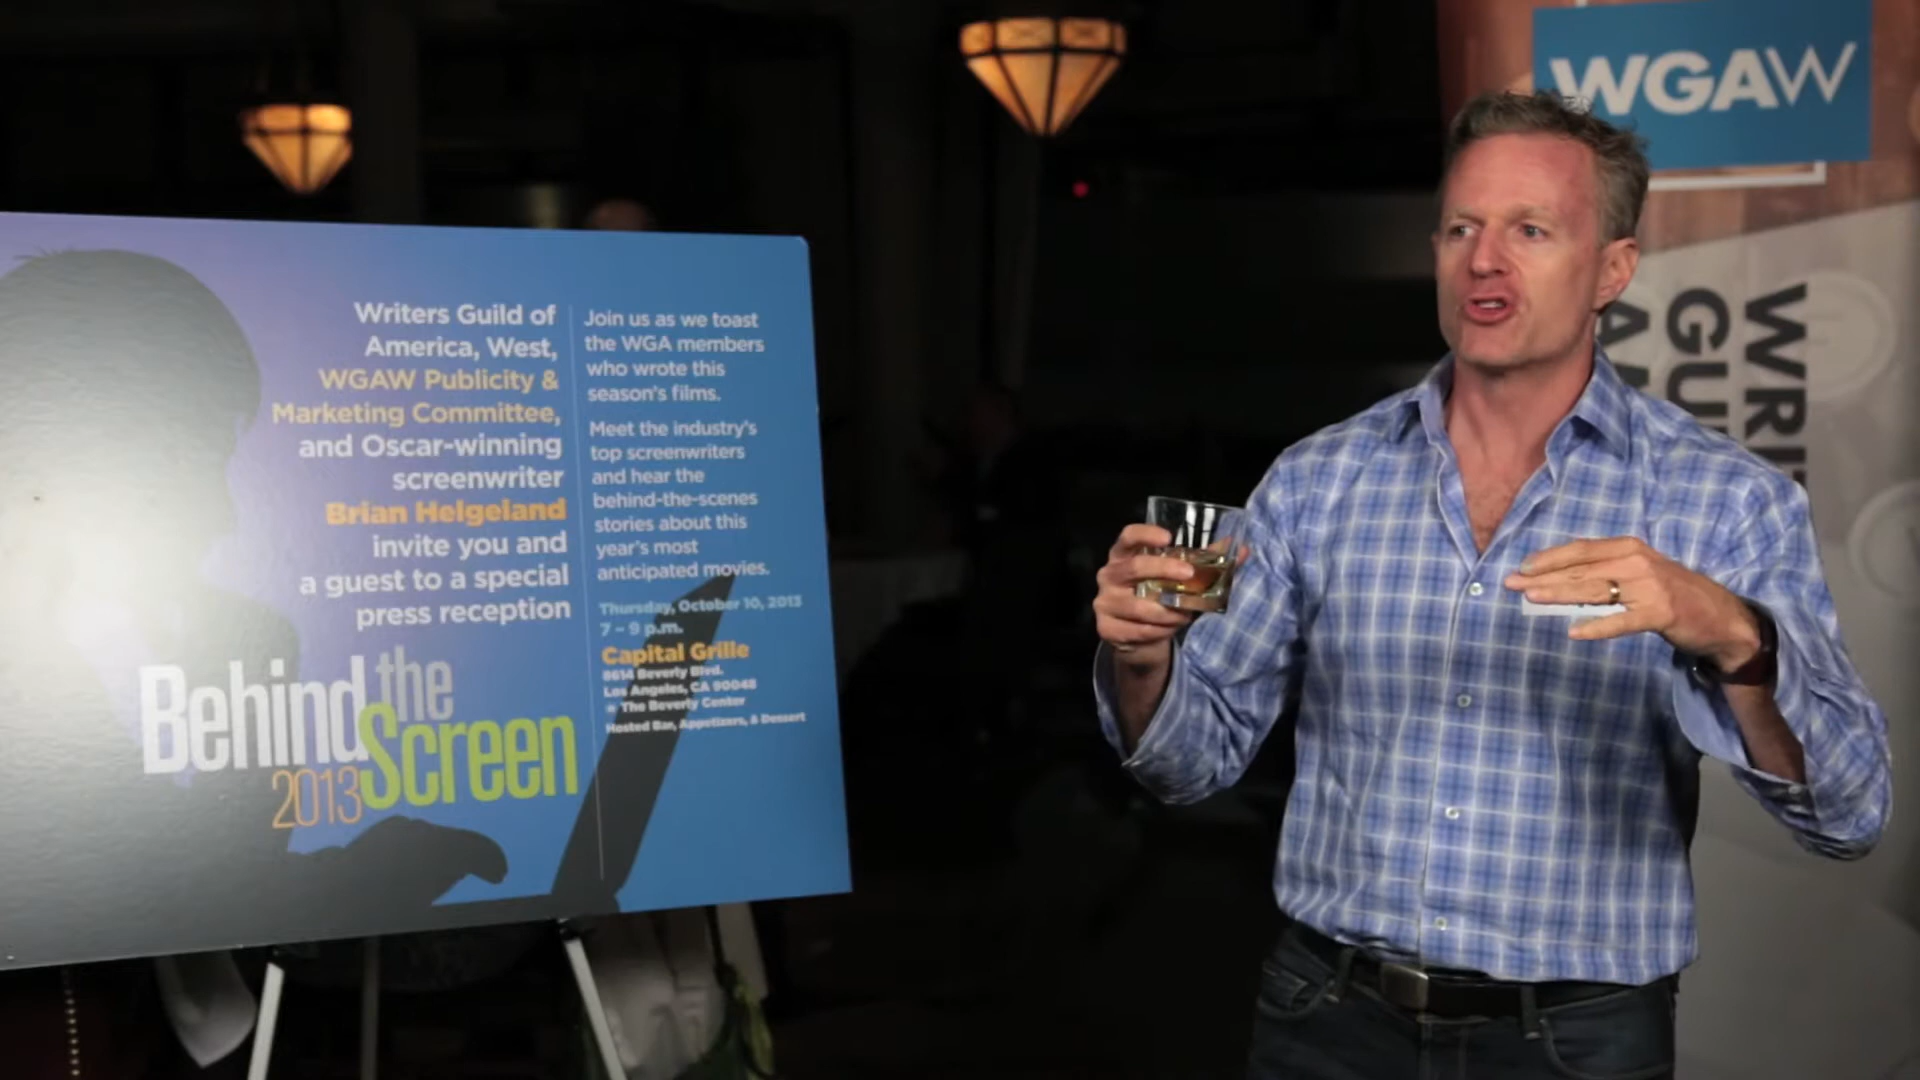 Writers Guild of
America, West,
WGAW Publicity &
Marketing Committee,
and Oscar-winning
screenwriter
Brian Helgeland
invite you and
a guest to a special
press reception
Behind the
2013 Screen
Join us as we toast
the WGA members
who wrote this
season's films.
Meet the industry's
top screenwriters
and hear the
behind-the-scenes
stories about this
year's most
anticipated movies.
Thursday, October 10, 2013
7 – 9 p.m.
Capital Grille
8614 Beverly Blvd.
Los Angeles, CA 90048
@ The Beverly Center
Hosted Bar, Appetizers, & Dessert
WGAW
WRIT
GUI